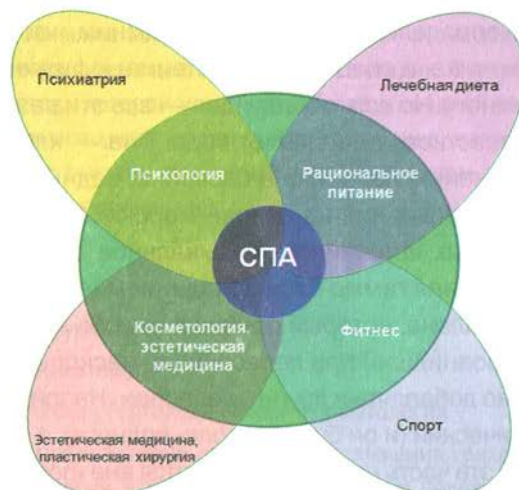 Психиатрия
Лечебная диета
Психология
Рациональное
питание
СПА
Косметология,
эстетическая
медицина
Фитнес
Эстетическая медицина,
пластическая хирургия
Спорт